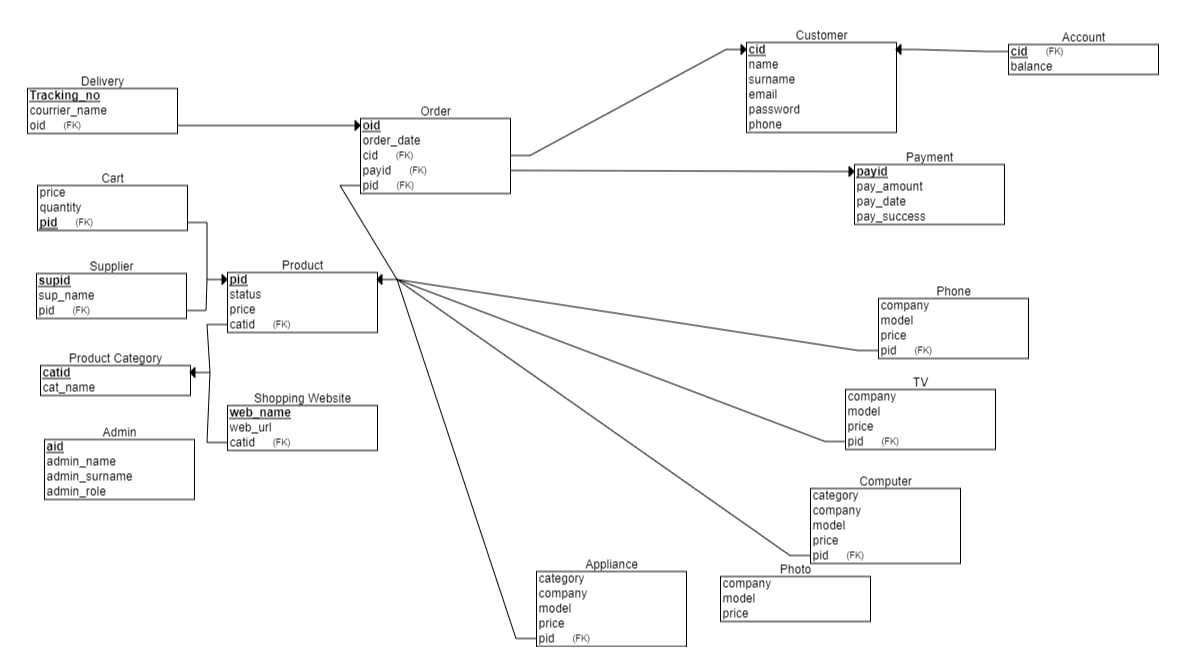 Customer
cid
name
surname
email
password
phone
Account
cid (FK)
balance
Delivery
Tracking_no
courrier_name
oid (FK)
Order
oid
order_date
cid (FK)
payid (FK)
pid (FK)
Payment
payid
pay_amount
pay_date
pay_success
Cart
price
quantity
pid (FK)
Supplier
supid
sup_name
pid (FK)
Product
pid
status
price
catid (FK)
Phone
company
model
price
pid (FK)
Product Category
catid
cat_name
Shopping Website
web_name
web_url
catid (FK)
TV
company
model
price
pid (FK)
Admin
aid
admin_name
admin_surname
admin_role
Computer
category
company
model
price
pid (FK)
Appliance
category
company
model
price
pid (FK)
Photo
company
model
price